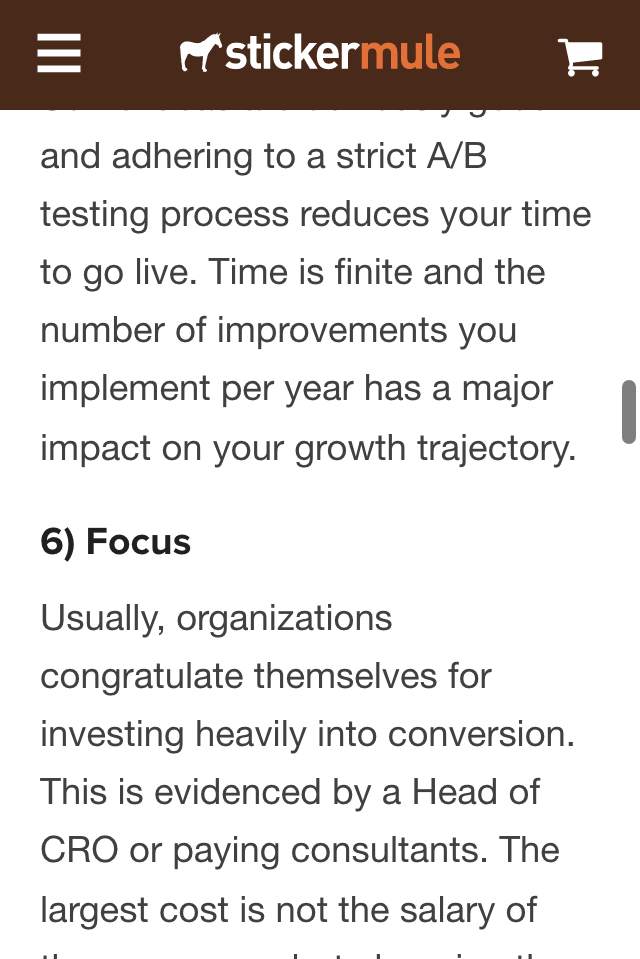 stickermule
and adhering to a strict A/B
testing process reduces your time
to go live. Time is finite and the
number of improvements you
implement per year has a major
impact on your growth trajectory.
6) Focus
Usually, organizations
congratulate themselves for
investing heavily into conversion.
This is evidenced by a Head of
CRO or paying consultants. The
largest cost is not the salary of